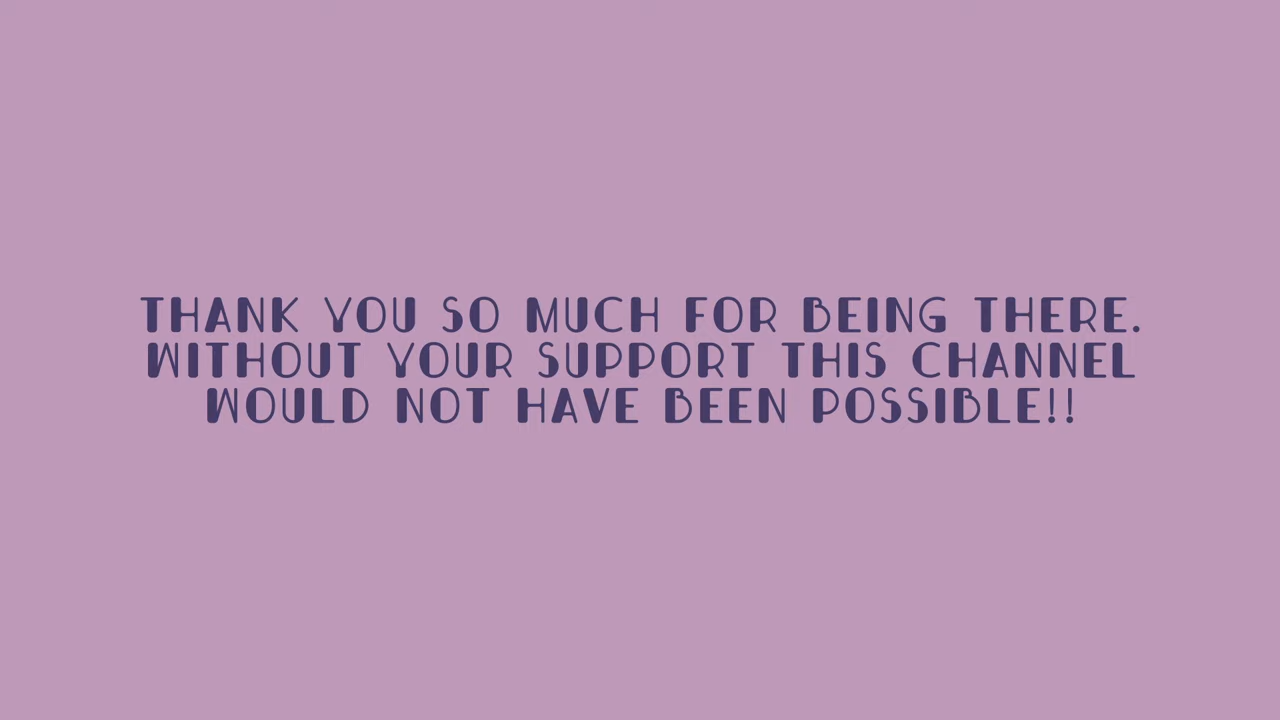 THANK YOU SO MUCH FOR BEING THERE.
WITHOUT YOUR SUPPORT THIS CHANNEL
WOULD NOT HAVE BEEN POSSIBLE!!